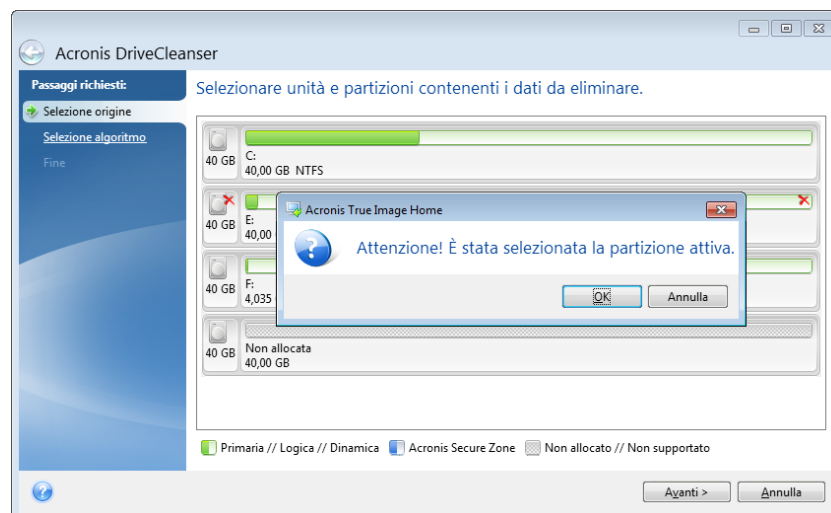 Acronis DriveCleanser
Passaggi richiesti:
Selezione origine
Selezione algoritmo
Fine
Selezionare unità e partizioni contenenti i dati da eliminare.
40 GB
C:
40,00 GB NTFS
40 GB
E:
40,00
40 GB
F:
4,035
40 GB
Non allocata
40,00 GB
Acronis True Image Home
Attenzione! È stata selezionata la partizione attiva.
OK
Annulla
Primaria // Logica // Dinamica
Acronis Secure Zone
Non allocato // Non supportato
Avanti >
Annulla